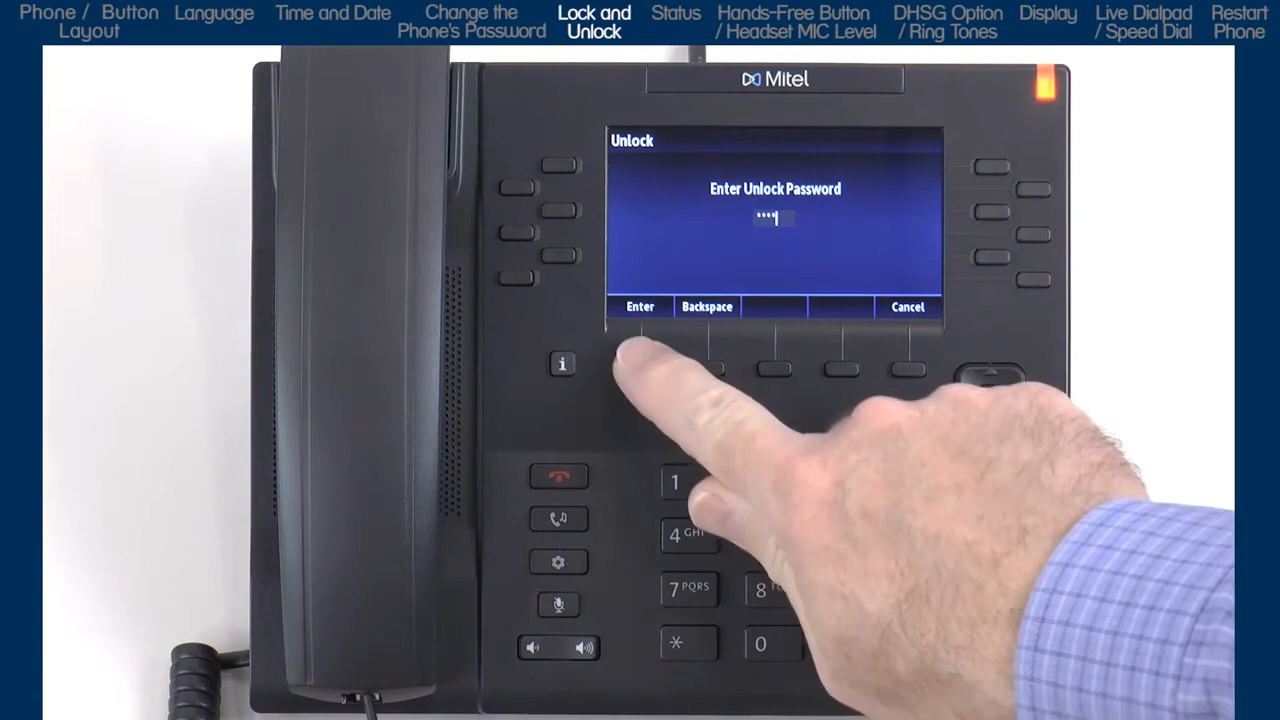 Phone / Button Layout
Language
Time and Date
Change the Phone's Password
Lock and Unlock
Status
Hands-Free Button / Headset MIC Level
DHSG Option / Ring Tones
Display
Live Dialpad / Speed Dial
Restart Phone
Mitel
Unlock
Enter Unlock Password
****
Enter Backspace Cancel
i
1
4 GHI
7 PQRS 8
* 0